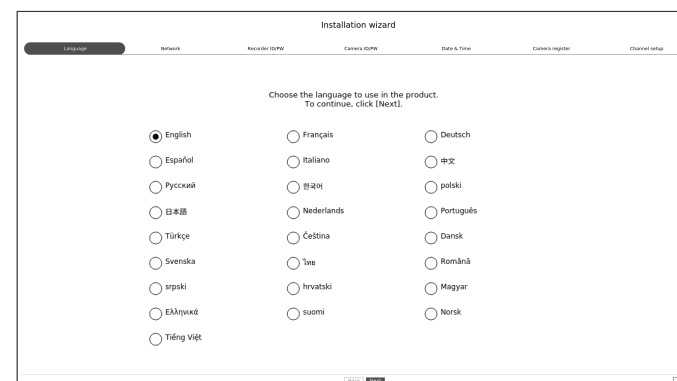 Installation wizard
Language Network Recorder ID/PW Camera ID/PW Date & Time Camera register Channel setup
Choose the language to use in the product.
To continue, click [Next].
English Français Deutsch
Español Italiano 中文
Русский 한국어 polski
日本語 Nederlands Português
Türkçe Čeština Dansk
Svenska ไทย Română
srpski hrvatski Magyar
Ελληνικά suomi Norsk
Tiếng Việt